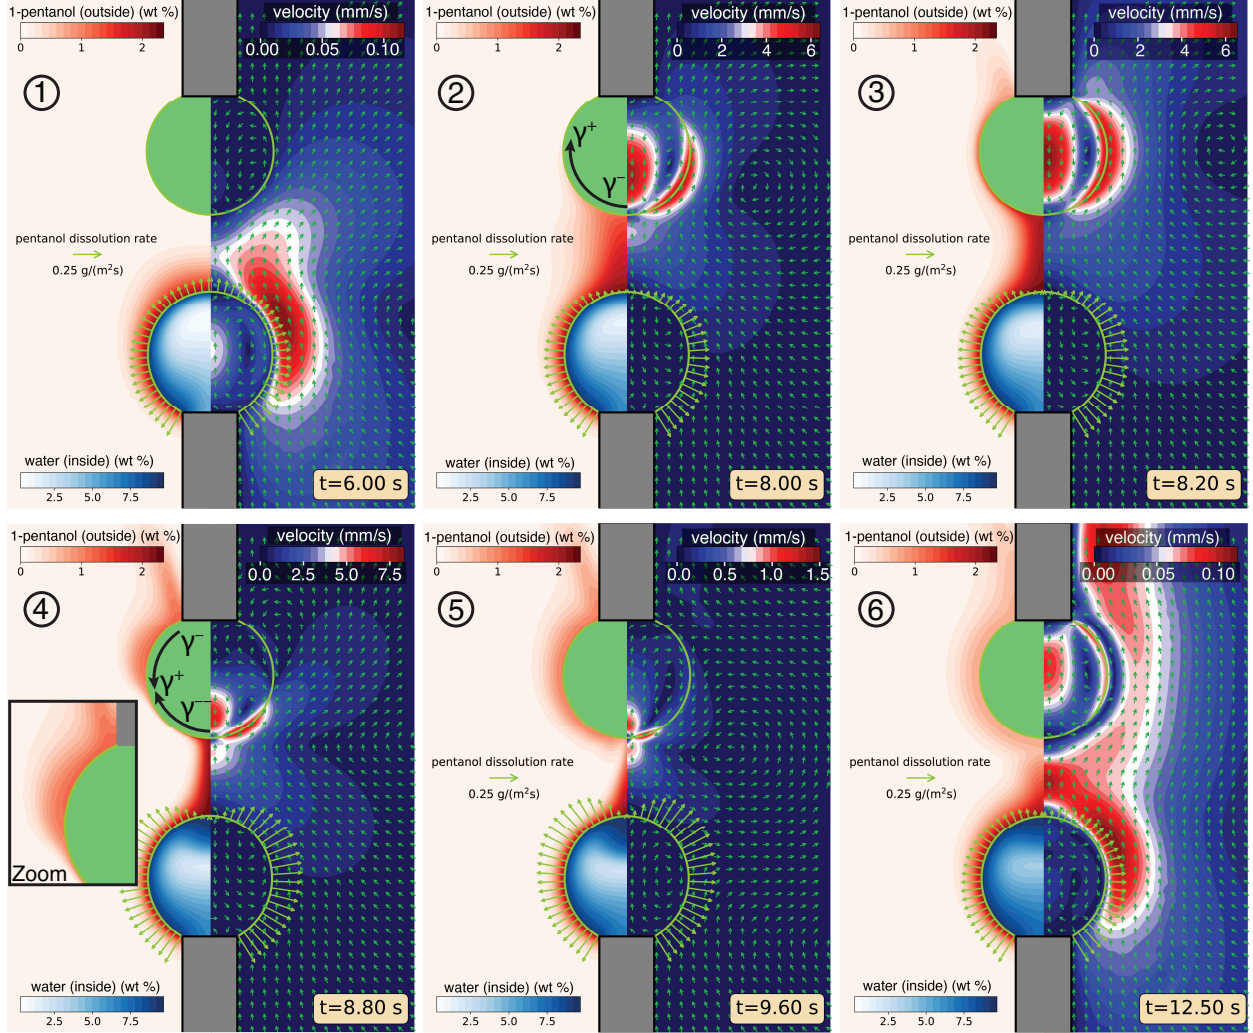 1-pentanol (outside) (wt %)
0 1 2
velocity (mm/s)
0.00 0.05 0.10
1
pentanol dissolution rate
0.25 g/(m²s)
water (inside) (wt %)
2.5 5.0 7.5
t=6.00 s
1-pentanol (outside) (wt %)
0 1 2
velocity (mm/s)
0 2 4 6
2
γ⁺
γ⁻
pentanol dissolution rate
0.25 g/(m²s)
water (inside) (wt %)
2.5 5.0 7.5
t=8.00 s
1-pentanol (outside) (wt %)
0 1 2
velocity (mm/s)
0 2 4 6
3
pentanol dissolution rate
0.25 g/(m²s)
water (inside) (wt %)
2.5 5.0 7.5
t=8.20 s
1-pentanol (outside) (wt %)
0 1 2
velocity (mm/s)
0.0 2.5 5.0 7.5
4
γ⁻
γ⁺
γ⁻⁻
Zoom
water (inside) (wt %)
2.5 5.0 7.5
t=8.80 s
1-pentanol (outside) (wt %)
0 1 2
velocity (mm/s)
0.0 0.5 1.0 1.5
5
pentanol dissolution rate
0.25 g/(m²s)
water (inside) (wt %)
2.5 5.0 7.5
t=9.60 s
1-pentanol (outside) (wt %)
0 1 2
velocity (mm/s)
0.00 0.05 0.10
6
pentanol dissolution rate
0.25 g/(m²s)
water (inside) (wt %)
2.5 5.0 7.5
t=12.50 s